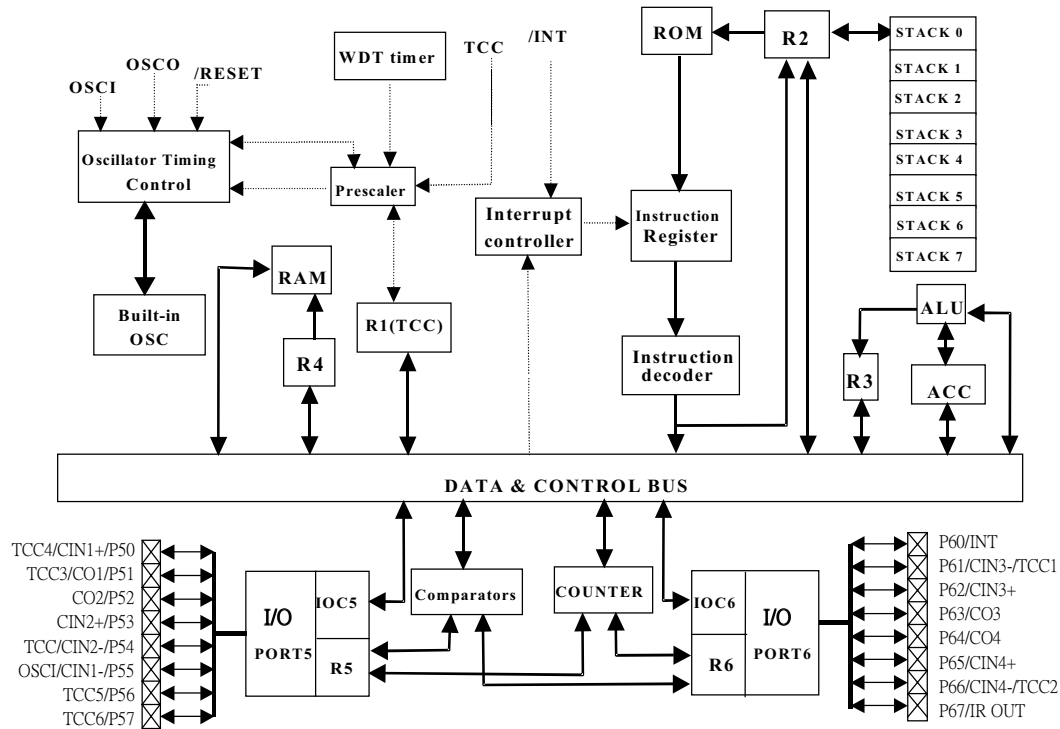 OSCI
OSCO
/RESET
WDT timer
TCC
/INT
ROM
R2
STACK 0
STACK 1
STACK 2
STACK 3
STACK 4
STACK 5
STACK 6
STACK 7
Oscillator Timing
Control
Prescaler
Interrupt
controller
Instruction
Register
RAM
Built-in
OSC
R1(TCC)
R4
Instruction
decoder
ALU
R3
ACC
DATA & CONTROL BUS
TCC4/CIN1+/P50
TCC3/CO1/P51
CO2/P52
CIN2+/P53
TCC/CIN2-/P54
OSCI/CIN1-/P55
TCC5/P56
TCC6/P57
I/O
PORT5
IOC5
R5
Comparators
COUNTER
IOC6
R6
I/O
PORT6
P60/INT
P61/CIN3-/TCC1
P62/CIN3+
P63/CO3
P64/CO4
P65/CIN4+
P66/CIN4-/TCC2
P67/IR OUT